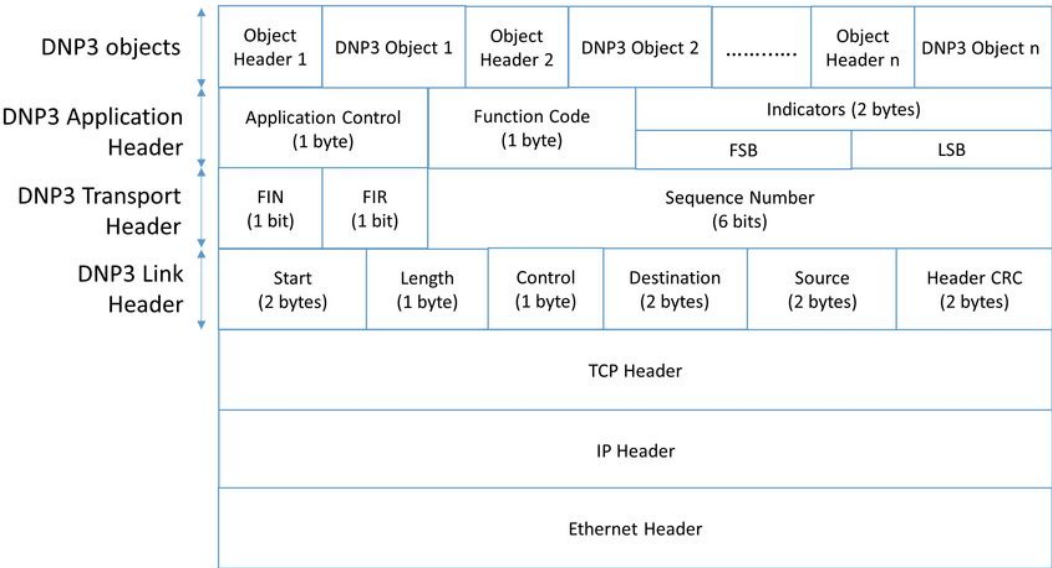 DNP3 objects
Object
Header 1
DNP3 Object 1
Object
Header 2
DNP3 Object 2
............
Object
Header n
DNP3 Object n
DNP3 Application
Header
Application Control
(1 byte)
Function Code
(1 byte)
Indicators (2 bytes)
FSB
LSB
DNP3 Transport
Header
FIN
(1 bit)
FIR
(1 bit)
Sequence Number
(6 bits)
DNP3 Link
Header
Start
(2 bytes)
Length
(1 byte)
Control
(1 byte)
Destination
(2 bytes)
Source
(2 bytes)
Header CRC
(2 bytes)
TCP Header
IP Header
Ethernet Header